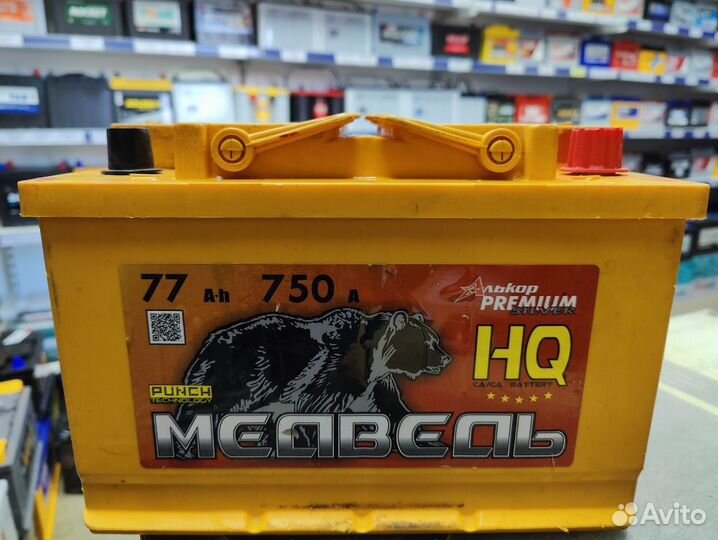 77 A·h 750 A
Алькор
PREMIUM
SILVER
HQ
CA/CA BATTERY
PUNCH
TECHNOLOGY
МЕДВЕДЬ
Avito